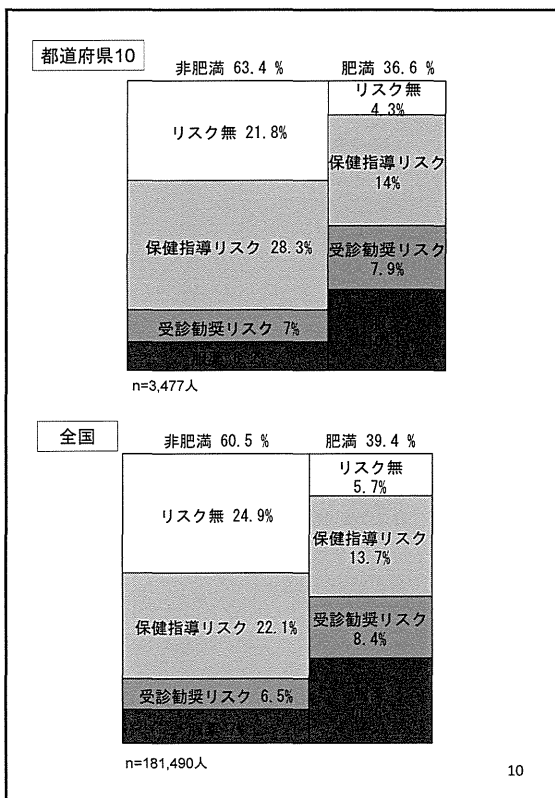 都道府県10
非肥満 63.4 %
肥満 36.6 %
リスク無 21.8%
保健指導リスク 28.3%
受診勧奨リスク 7%
リスク無
4.3%
保健指導リスク
14%
受診勧奨リスク
7.9%
n=3,477人
全国
非肥満 60.5 %
肥満 39.4 %
リスク無 24.9%
保健指導リスク 22.1%
受診勧奨リスク 6.5%
リスク無
5.7%
保健指導リスク
13.7%
受診勧奨リスク
8.4%
n=181,490人
10